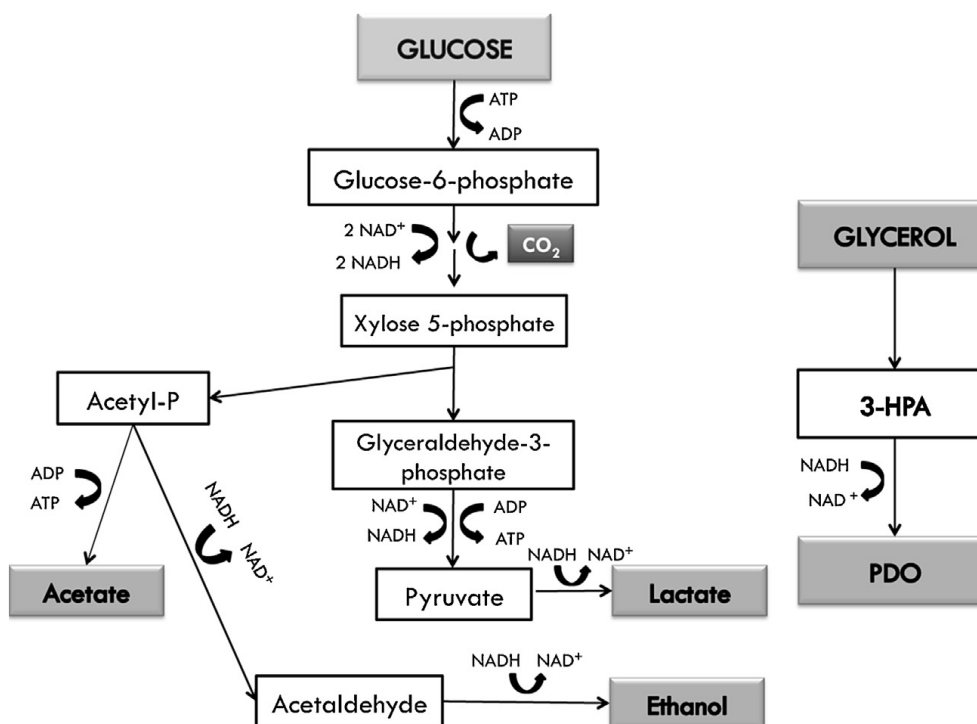 GLUCOSE
ATP
ADP
Glucose-6-phosphate
2 NAD⁺
2 NADH
CO₂
GLYCEROL
Xylose 5-phosphate
Acetyl-P
3-HPA
Glyceraldehyde-3-
phosphate
ADP
ATP
NADH
NAD⁺
NAD⁺
NADH
ADP
ATP
NADH
NAD⁺
NADH NAD⁺
Acetate
Pyruvate
Lactate
PDO
NADH NAD⁺
Acetaldehyde
Ethanol